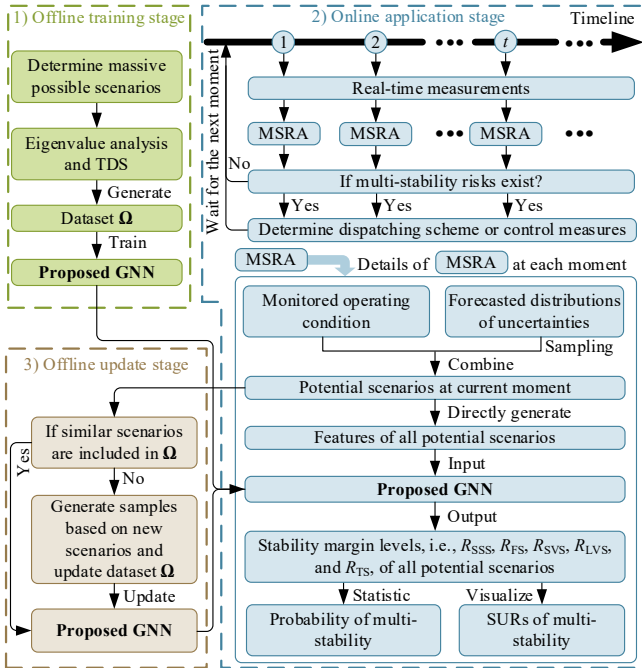 1) Offline training stage
Determine massive
possible scenarios
Eigenvalue analysis
and TDS
Generate
Dataset Ω
Train
Proposed GNN
2) Online application stage
Timeline
1
2
t
Real-time measurements
MSRA
MSRA
MSRA
No
If multi-stability risks exist?
Yes
Yes
Yes
Determine dispatching scheme or control measures
Wait for the next moment
MSRA
Details of MSRA at each moment
Monitored operating
condition
Forecasted distributions
of uncertainties
Sampling
Combine
Potential scenarios at current moment
Directly generate
Features of all potential scenarios
Input
Proposed GNN
Output
Stability margin levels, i.e., R_SSS, R_FS, R_SVS, R_LVS,
and R_TS, of all potential scenarios
Statistic
Visualize
Probability of multi-
stability
SURs of multi-
stability
3) Offline update stage
If similar scenarios
are included in Ω
Yes
No
Generate samples
based on new
scenarios and
update dataset Ω
Update
Proposed GNN